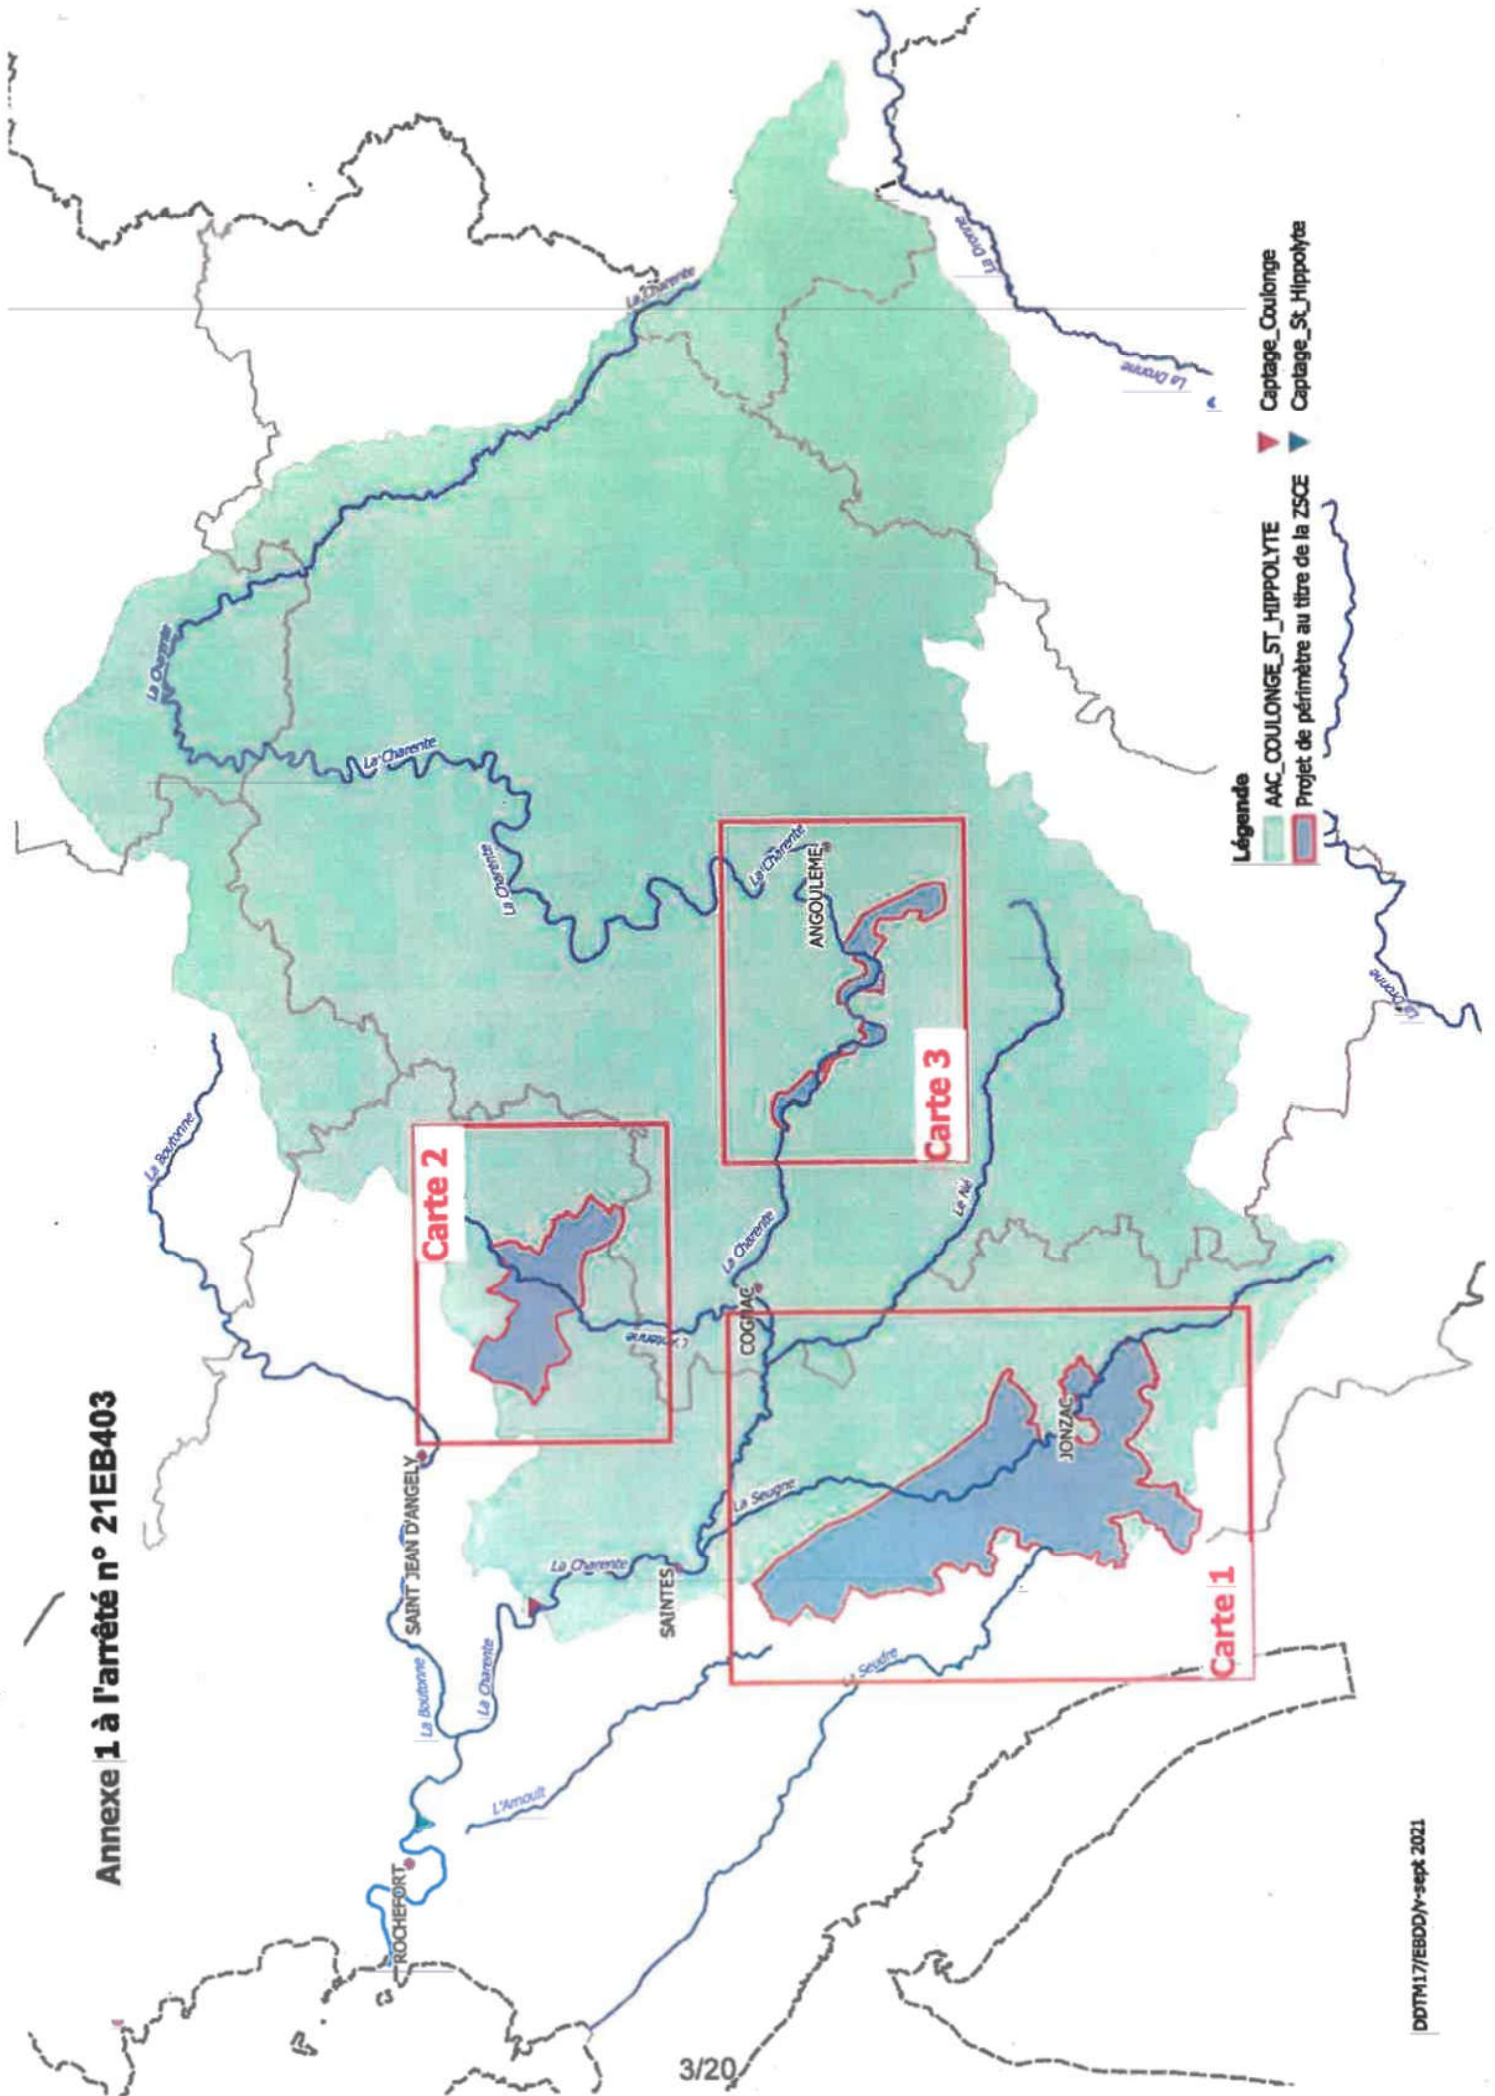 Annexe 1 à l'arrêté n° 21EB403
La Boutonne
La Charente
La Charente
La Charente
La Charente
SAINT JEAN D'ANGELY
Carte 2
L'Antenne
ROCHEFORT
La Boutonne
La Charente
L'Arnoult
La Charente
SAINTES
COGNAC
La Charente
ANGOULEME
La Charente
Carte 3
Le Né
La Seugne
JONZAC
La Seudre
Carte 1
La Dronne
La Dronne
La Dronne
Légende
AAC_COULONGE_ST_HIPPOLYTE
Projet de périmètre au titre de la ZSCE
Captage_Coulonge
Captage_St_Hippolyte
DDTM17/EBDD/v-sept 2021
3/20